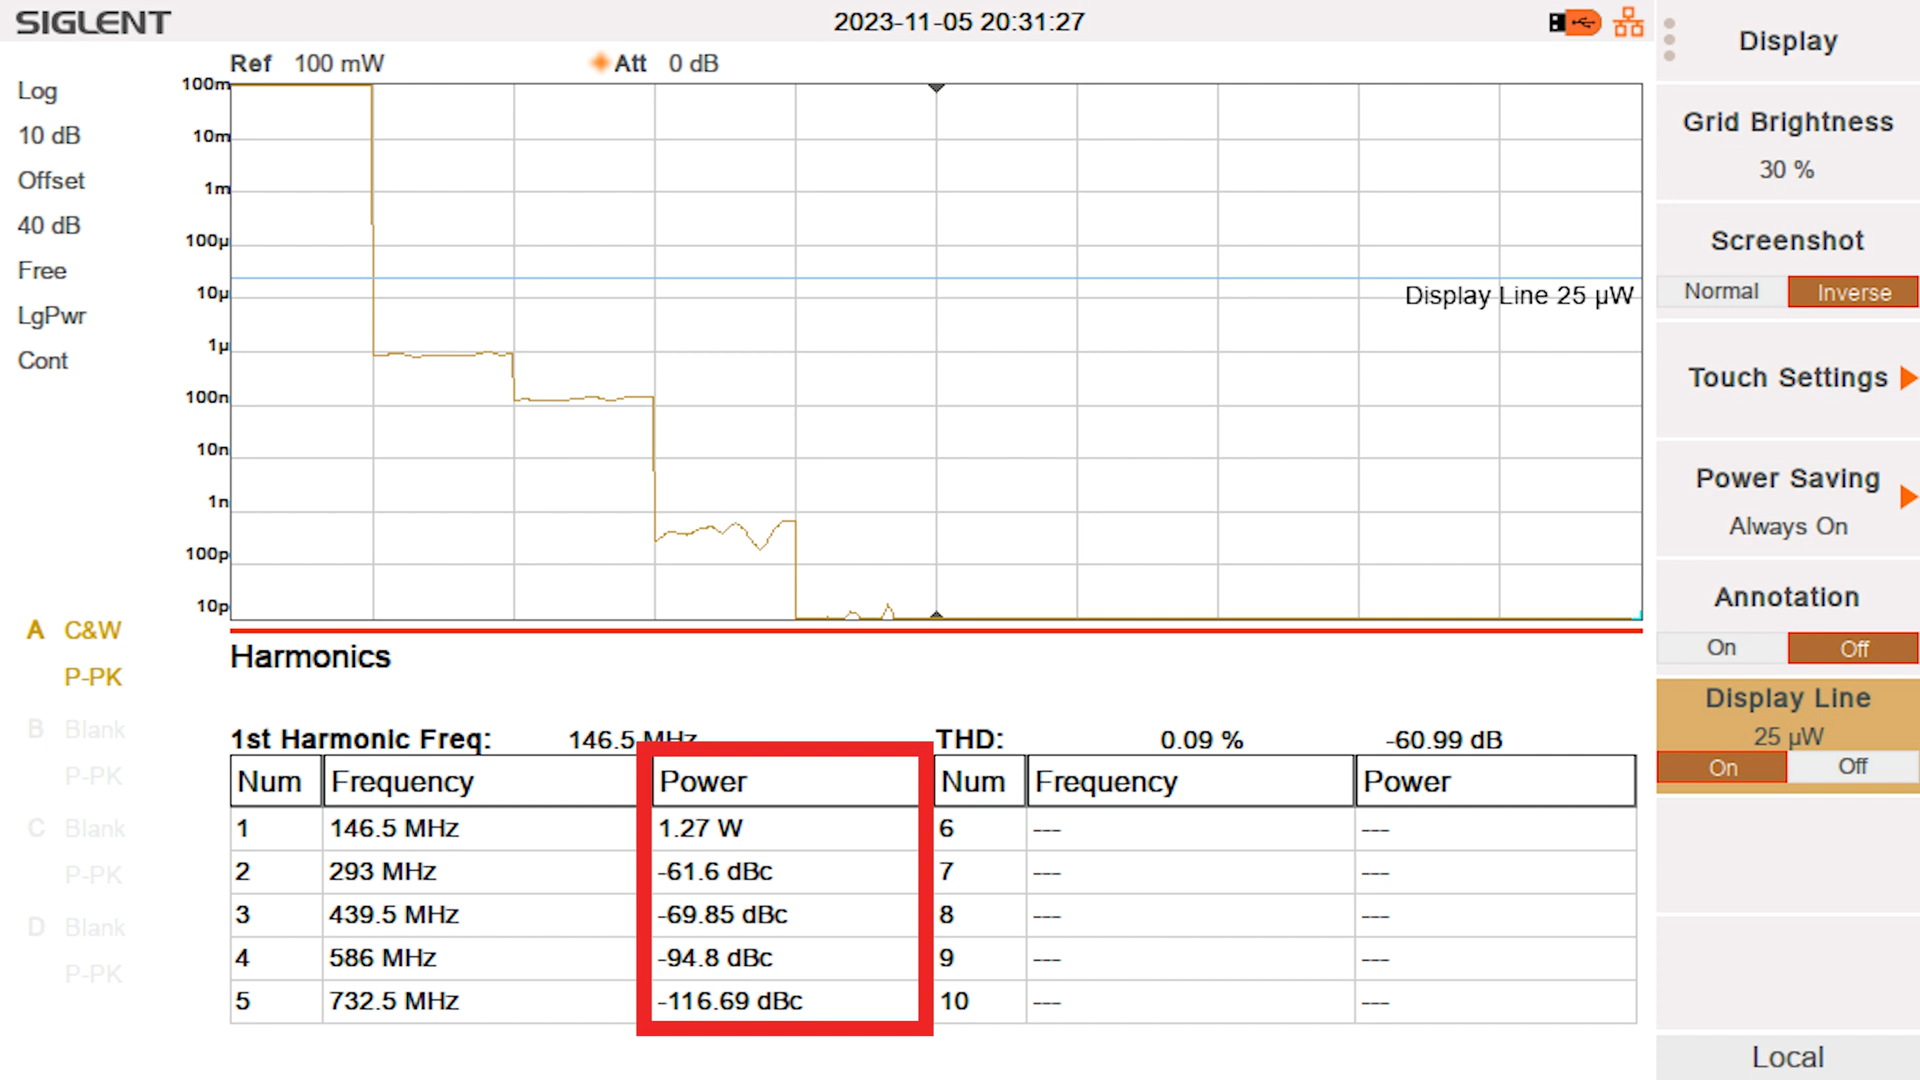 SIGLENT
2023-11-05 20:31:27
Ref 100 mW
Att 0 dB
Log
10 dB
Offset
40 dB
Free
LgPwr
Cont
100m
10m
1m
100µ
10µ
1µ
100n
10n
1n
100p
10p
Display Line 25 µW
A C&W
P-PK
B Blank
P-PK
C Blank
P-PK
D Blank
P-PK
Harmonics
1st Harmonic Freq: 146.5 MHz THD: 0.09 % -60.99 dB
Num Frequency Power Num Frequency Power
1 146.5 MHz 1.27 W 6 --- ---
2 293 MHz -61.6 dBc 7 --- ---
3 439.5 MHz -69.85 dBc 8 --- ---
4 586 MHz -94.8 dBc 9 --- ---
5 732.5 MHz -116.69 dBc 10 --- ---
Display
Grid Brightness
30 %
Screenshot
Normal Inverse
Touch Settings
Power Saving
Always On
Annotation
On Off
Display Line
25 µW
On Off
Local